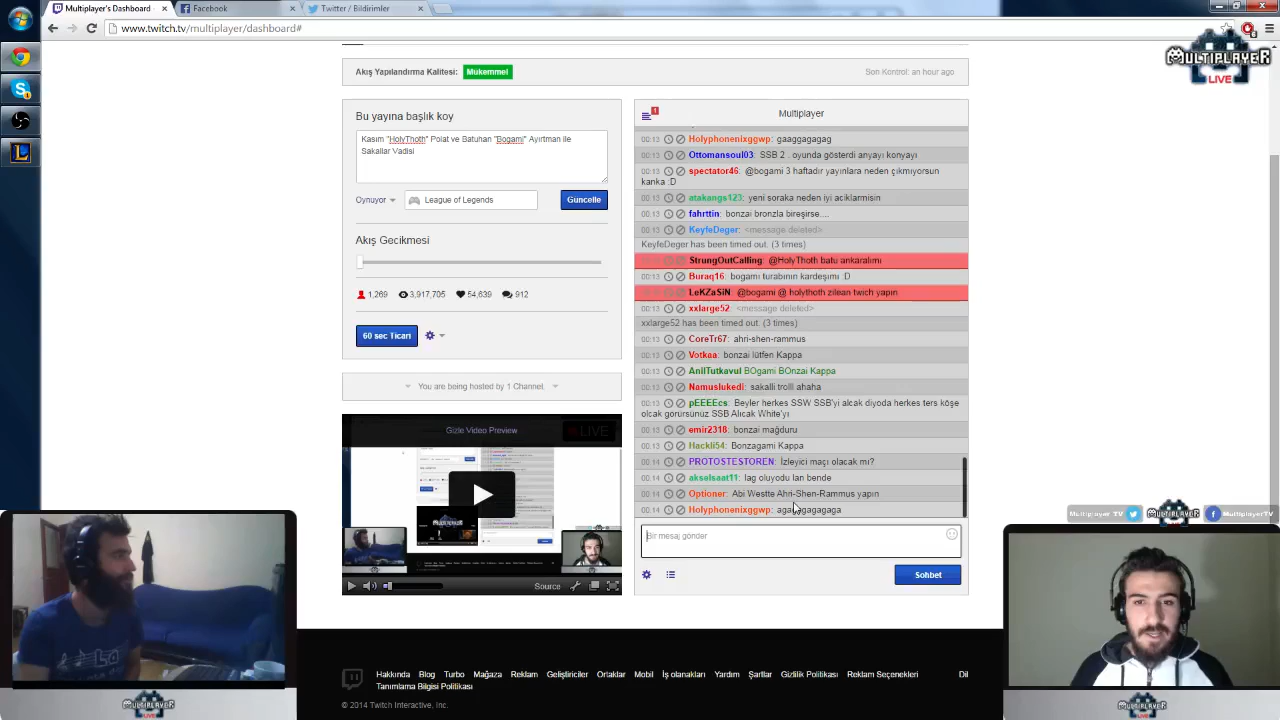 Multiplayer's Dashboard
Facebook
Twitter / Bildirimler
www.twitch.tv/multiplayer/dashboard#
MULTIPLAYER
LIVE
Akış Yapılandırma Kalitesi: Mükemmel
Son Kontrol: an hour ago
Bu yayına başlık koy
Kasım "HolyThoth" Polat ve Batuhan "Bogami" Ayırtman ile
Sakallar Vadisi
Oynuyor
League of Legends
Güncelle
Akış Gecikmesi
1,269 3,917,705 54,639 912
60 sec Ticari
You are being hosted by 1 Channel.
Gizle Video Preview
LIVE
Source
Multiplayer
1
00:13 Holyphonenixggwp: gaaggagagag
00:13 Ottomansoul03: SSB 2 . oyunda gösterdi anyayı konyayı
00:13 spectator46: @bogami 3 haftadır yayınlara neden çıkmıyorsun
kanka :D
00:13 atakangs123: yeni soraka neden iyi aciklarmisin
00:13 fahrttin: bonzai bronzla bireşirse....
00:13 KeyfeDeger: <message deleted>
KeyfeDeger has been timed out. (3 times)
StrungOutCalling: @HolyThoth batu ankaralımı
00:13 Buraq16: bogamı turabının kardeşımı :D
LeKZaSiN: @bogami @ holythoth zilean twich yapın
00:13 xxlarge52: <message deleted>
xxlarge52 has been timed out. (3 times)
00:13 CoreTr67: ahri-shen-rammus
00:13 Votkaa: bonzai lütfen Kappa
00:13 AnilTutkavul BOgami BOnzai Kappa
00:13 Namuslukedi: sakalli trolll ahaha
00:13 pEEEEcs: Beyler herkes SSW SSB'yi alcak diyoda herkes ters köşe
olcak görürsünüz SSB Alıcak White'yı
00:13 emir2318: bonzai mağduru
00:13 Hackli54: Bonzagami Kappa
00:14 PROTOSTESTOREN: İzleyici maçı olacak mı?
00:14 akselsaat11: lag oluyodu lan bende
00:14 Optioner: Abi Westte Ahri-Shen-Rammus yapın
00:14 Holyphonenixggwp: agaggagagaga
Bir mesaj gönder
Sohbet
Multiplayer TV
MULTIPLAYER
/MultiplayerTV
Hakkında Blog Turbo Mağaza Reklam Geliştiriciler Ortaklar Mobil İş olanakları Yardım Şartlar Gizlilik Politikası Reklam Seçenekleri Dil
Tanımlama Bilgisi Politikası
© 2014 Twitch Interactive, Inc.
MULTIPLAYER
LIVE
MULTIPLAYER
LIVE